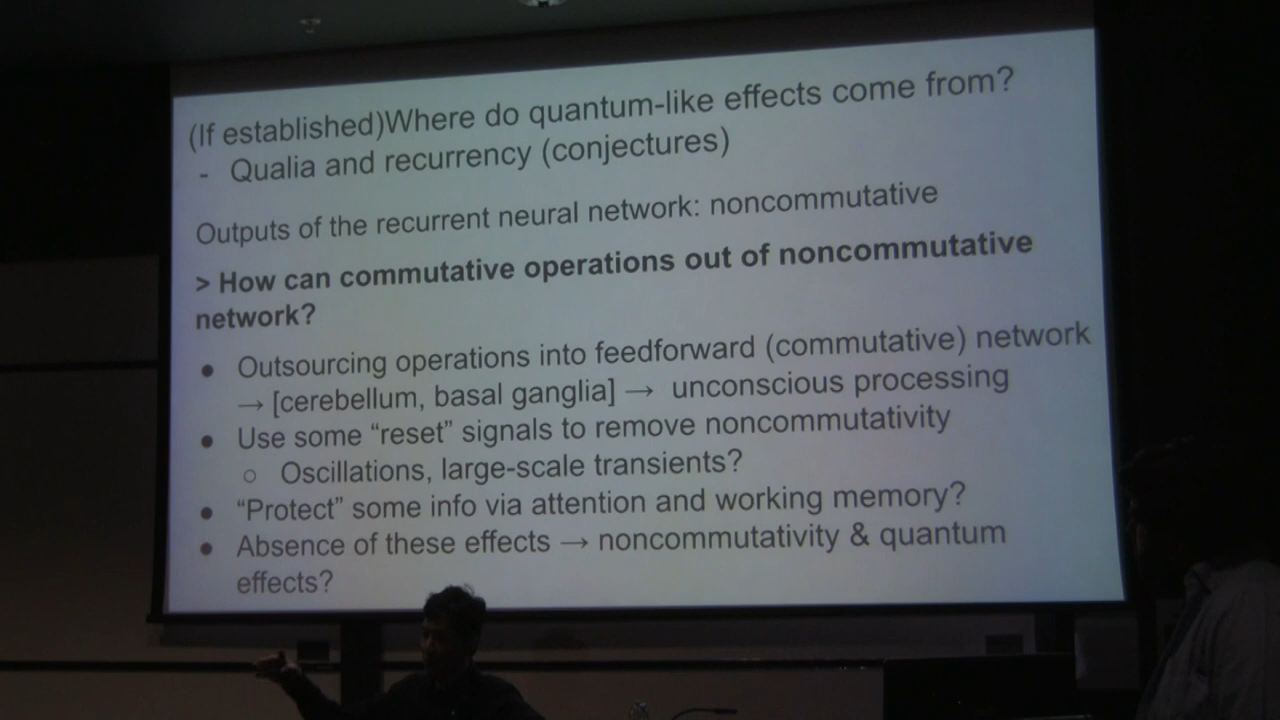 (If established)Where do quantum-like effects come from?
- Qualia and recurrency (conjectures)
Outputs of the recurrent neural network: noncommutative
> How can commutative operations out of noncommutative
network?
● Outsourcing operations into feedforward (commutative) network
→ [cerebellum, basal ganglia] → unconscious processing
● Use some “reset” signals to remove noncommutativity
○ Oscillations, large-scale transients?
● “Protect” some info via attention and working memory?
● Absence of these effects → noncommutativity & quantum
effects?